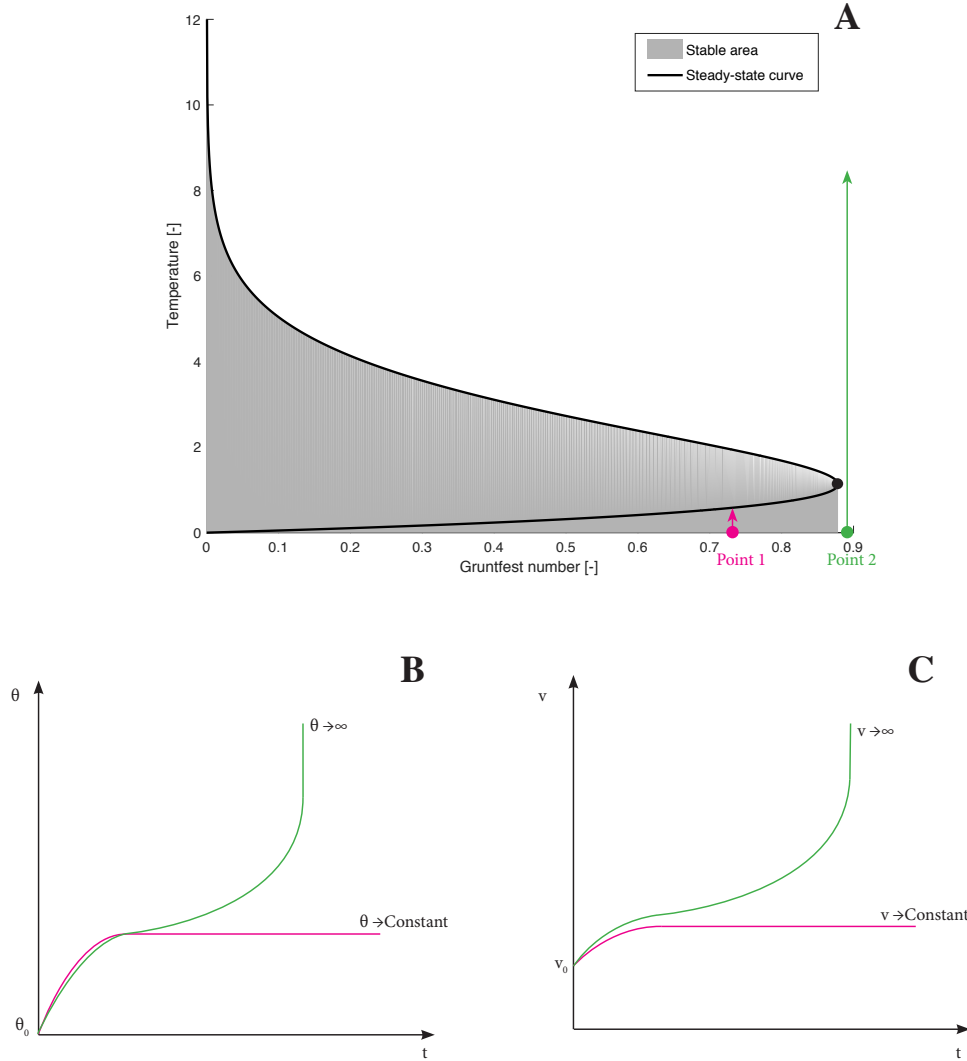 A
12
Stable area
Steady-state curve
10
8
6
4
2
0
Temperature [-]
0 0.1 0.2 0.3 0.4 0.5 0.6 0.7 0.8 0.9
Gruntfest number [-]
Point 1
Point 2
B
θ
θ→∞
θ→Constant
θ0
t
C
v
v→∞
v→Constant
v0
t